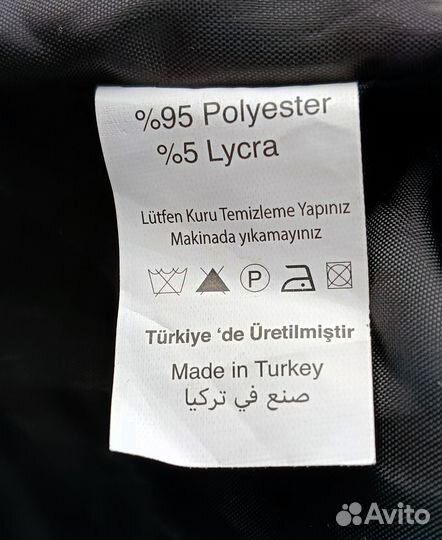 %95 Polyester
%5 Lycra
Lütfen Kuru Temizleme Yapınız
Makinada yıkamayınız
P
Türkiye ‘de Üretilmiştir
Made in Turkey
صنع في تركيا
Avito